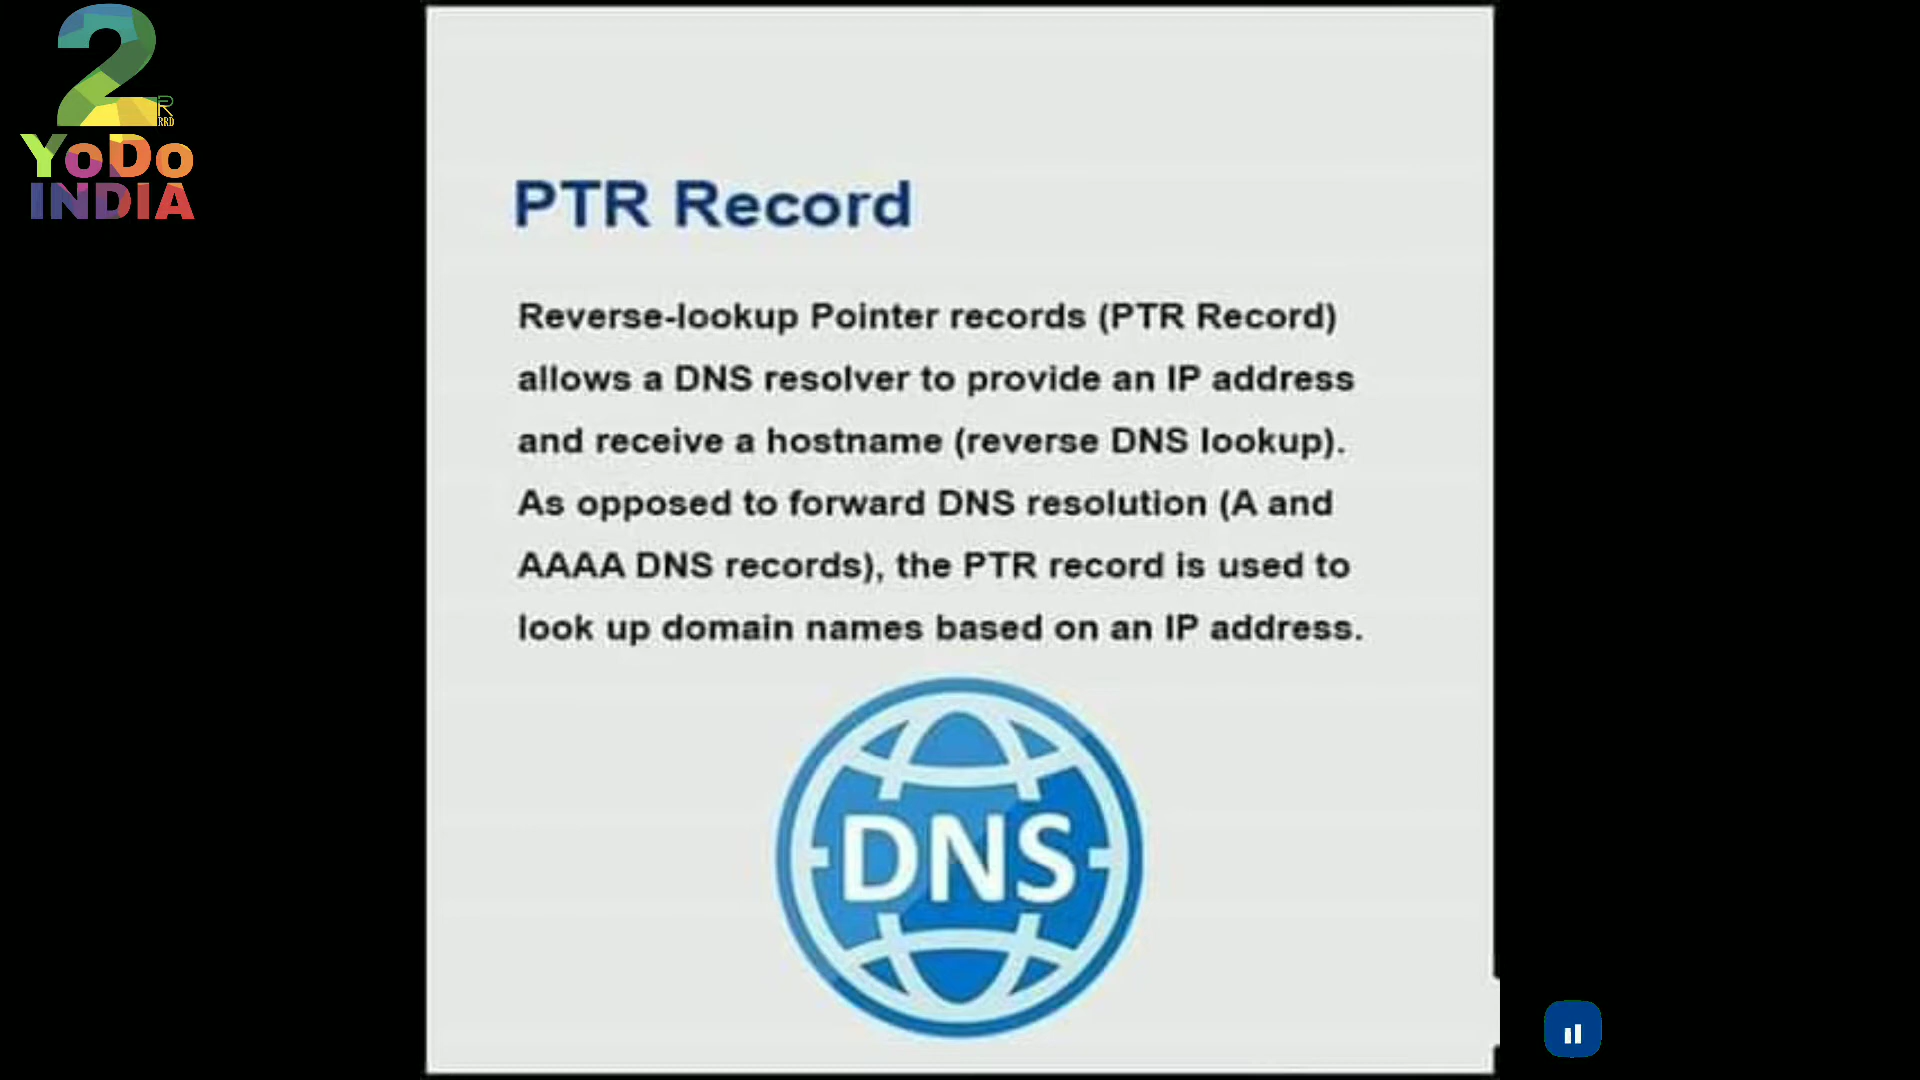 2
R
RRD
YoDo
INDIA
PTR Record
Reverse-lookup Pointer records (PTR Record)
allows a DNS resolver to provide an IP address
and receive a hostname (reverse DNS lookup).
As opposed to forward DNS resolution (A and
AAAA DNS records), the PTR record is used to
look up domain names based on an IP address.
DNS